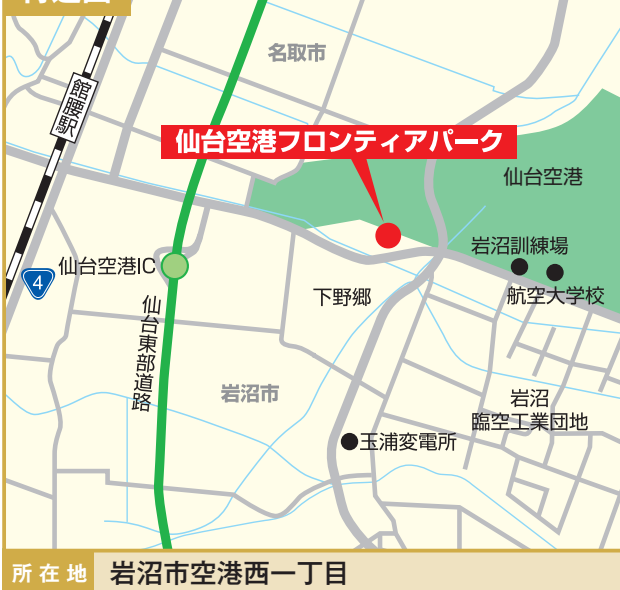 名取市
館腰駅
仙台空港フロンティアパーク
仙台空港
岩沼訓練場
仙台空港IC
4
航空大学校
下野郷
仙台東部道路
岩沼市
岩沼
臨空工業団地
玉浦変電所
所在地 岩沼市空港西一丁目